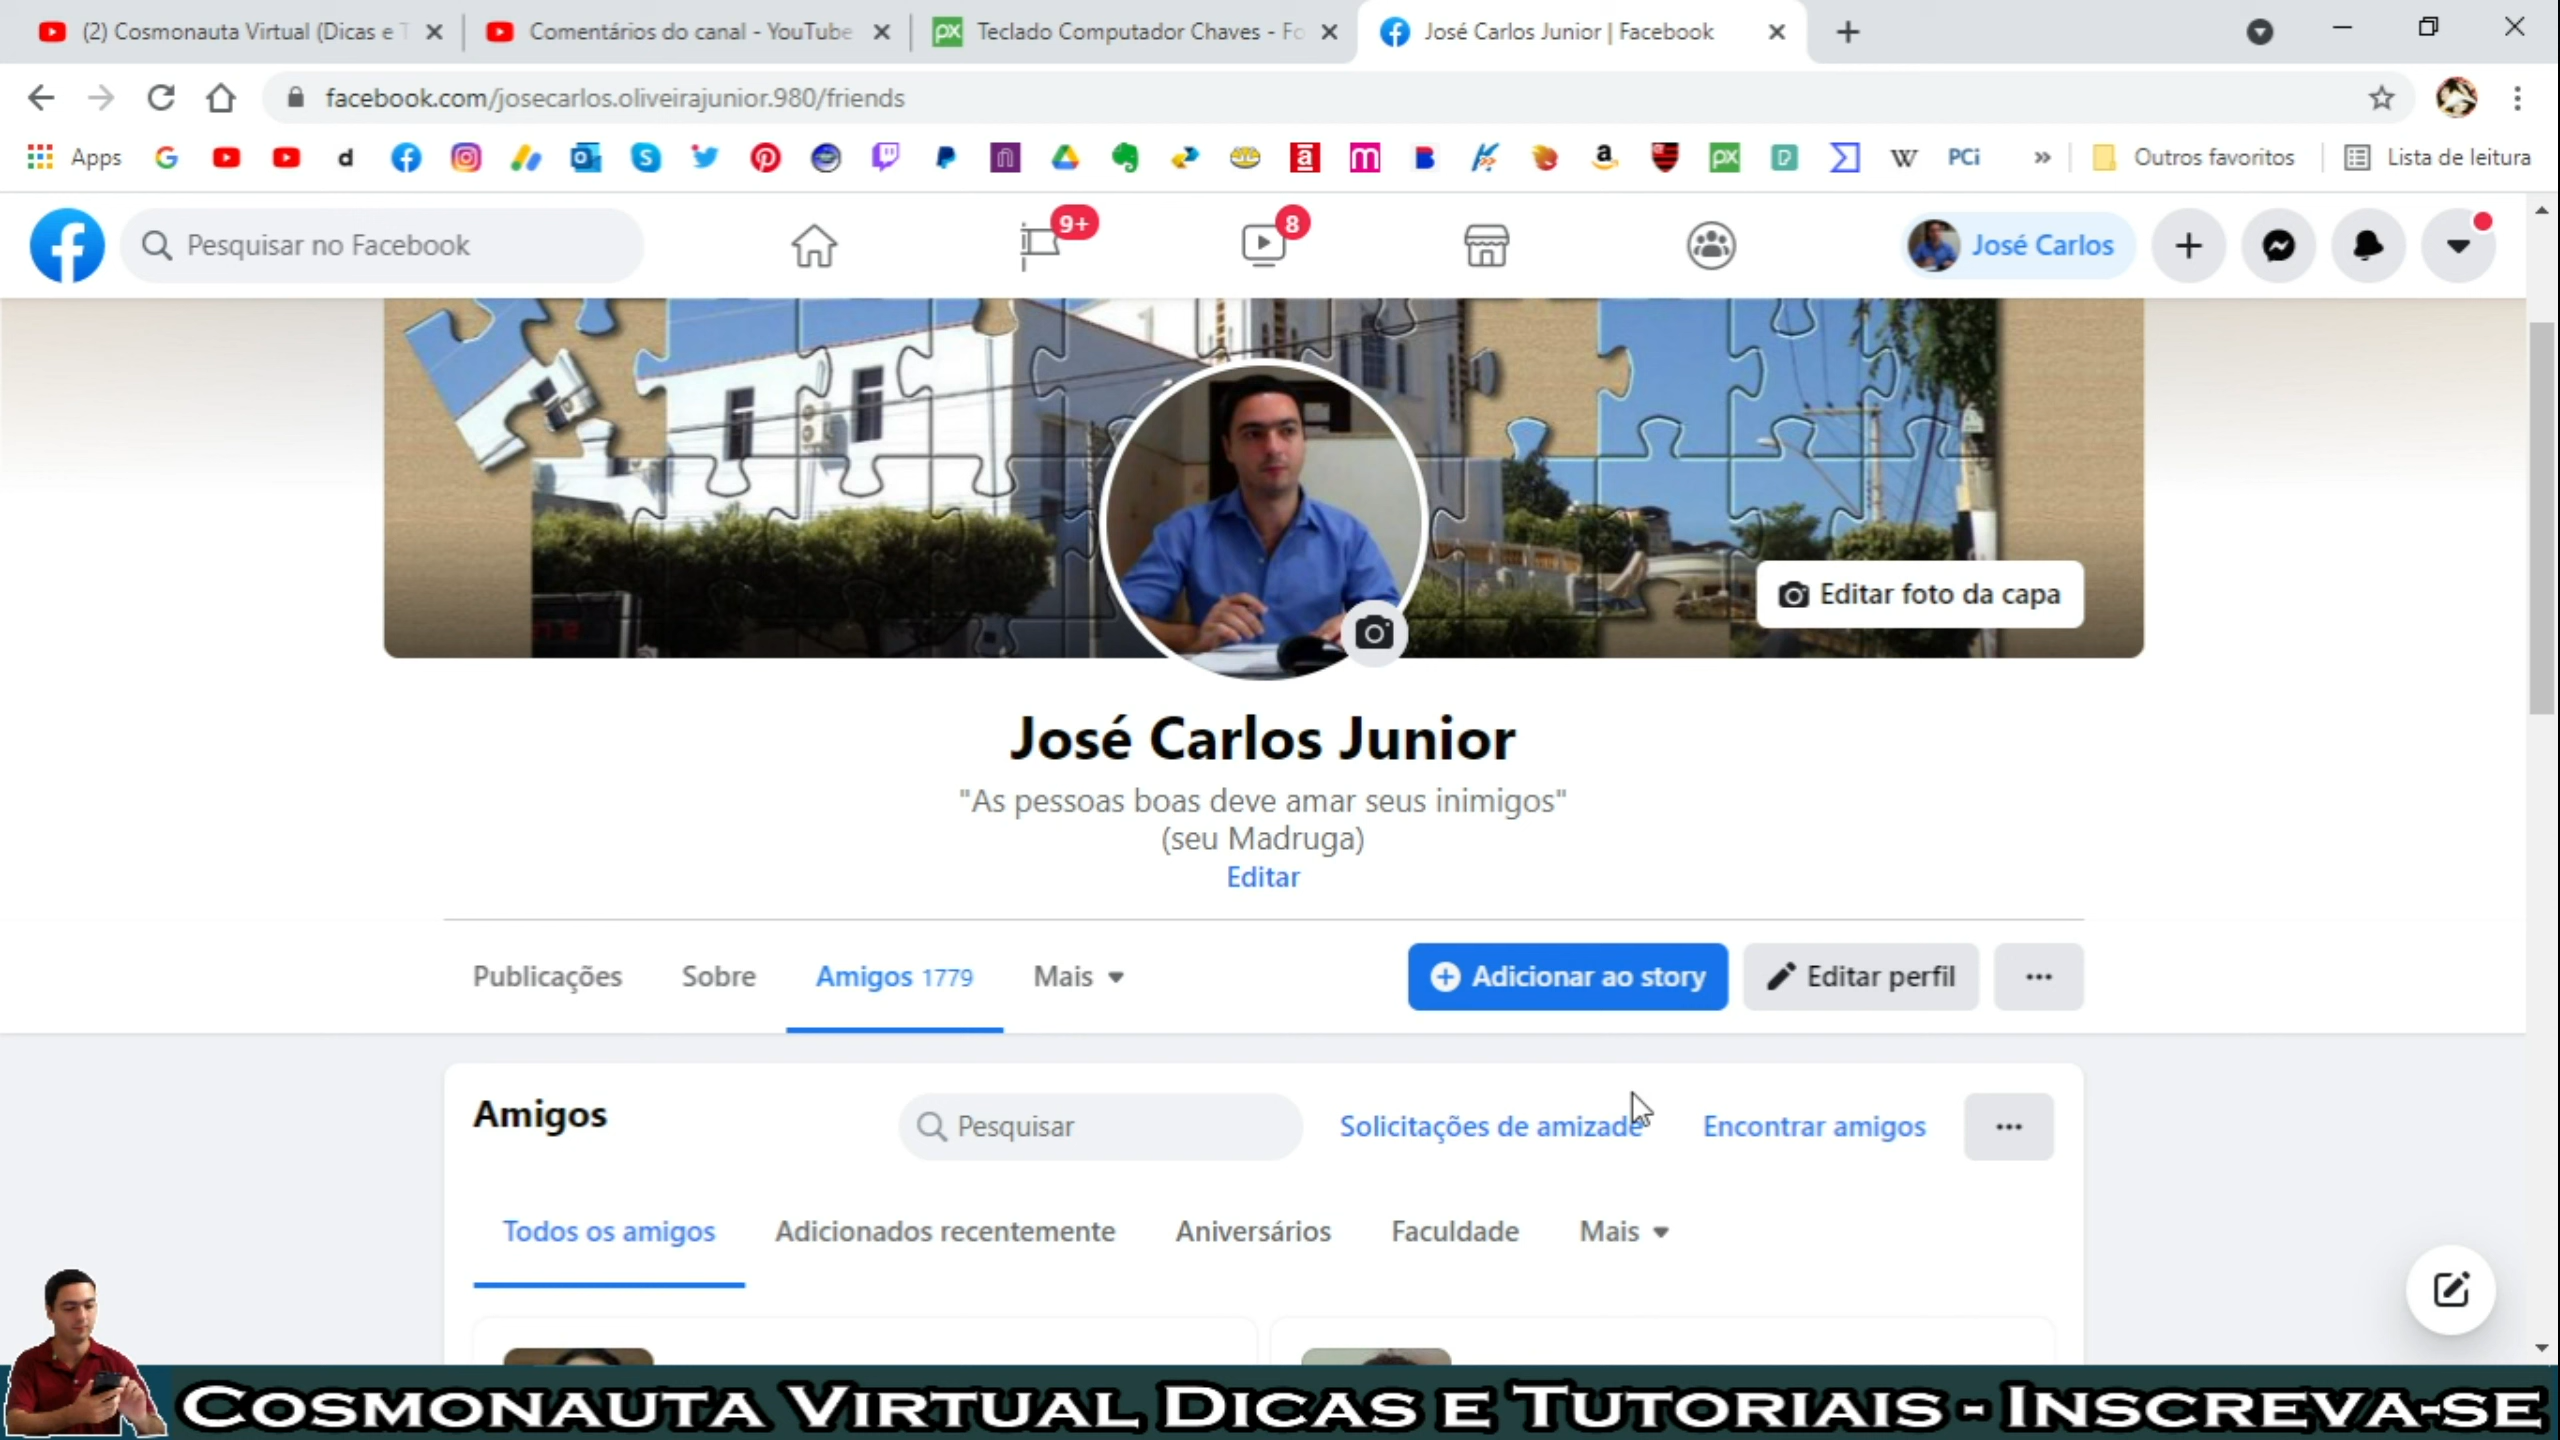 (2) Cosmonauta Virtual (Dicas e T
Comentários do canal - YouTube
Teclado Computador Chaves - Fo
José Carlos Junior | Facebook
facebook.com/josecarlos.oliveirajunior.980/friends
Apps
PCi
»
Outros favoritos
Lista de leitura
Pesquisar no Facebook
9+
8
José Carlos
Editar foto da capa
José Carlos Junior
"As pessoas boas deve amar seus inimigos"
(seu Madruga)
Editar
Publicações
Sobre
Amigos 1779
Mais
Adicionar ao story
Editar perfil
Amigos
Pesquisar
Solicitações de amizade
Encontrar amigos
Todos os amigos
Adicionados recentemente
Aniversários
Faculdade
Mais
Cosmonauta Virtual Dicas e Tutoriais - Inscreva-se